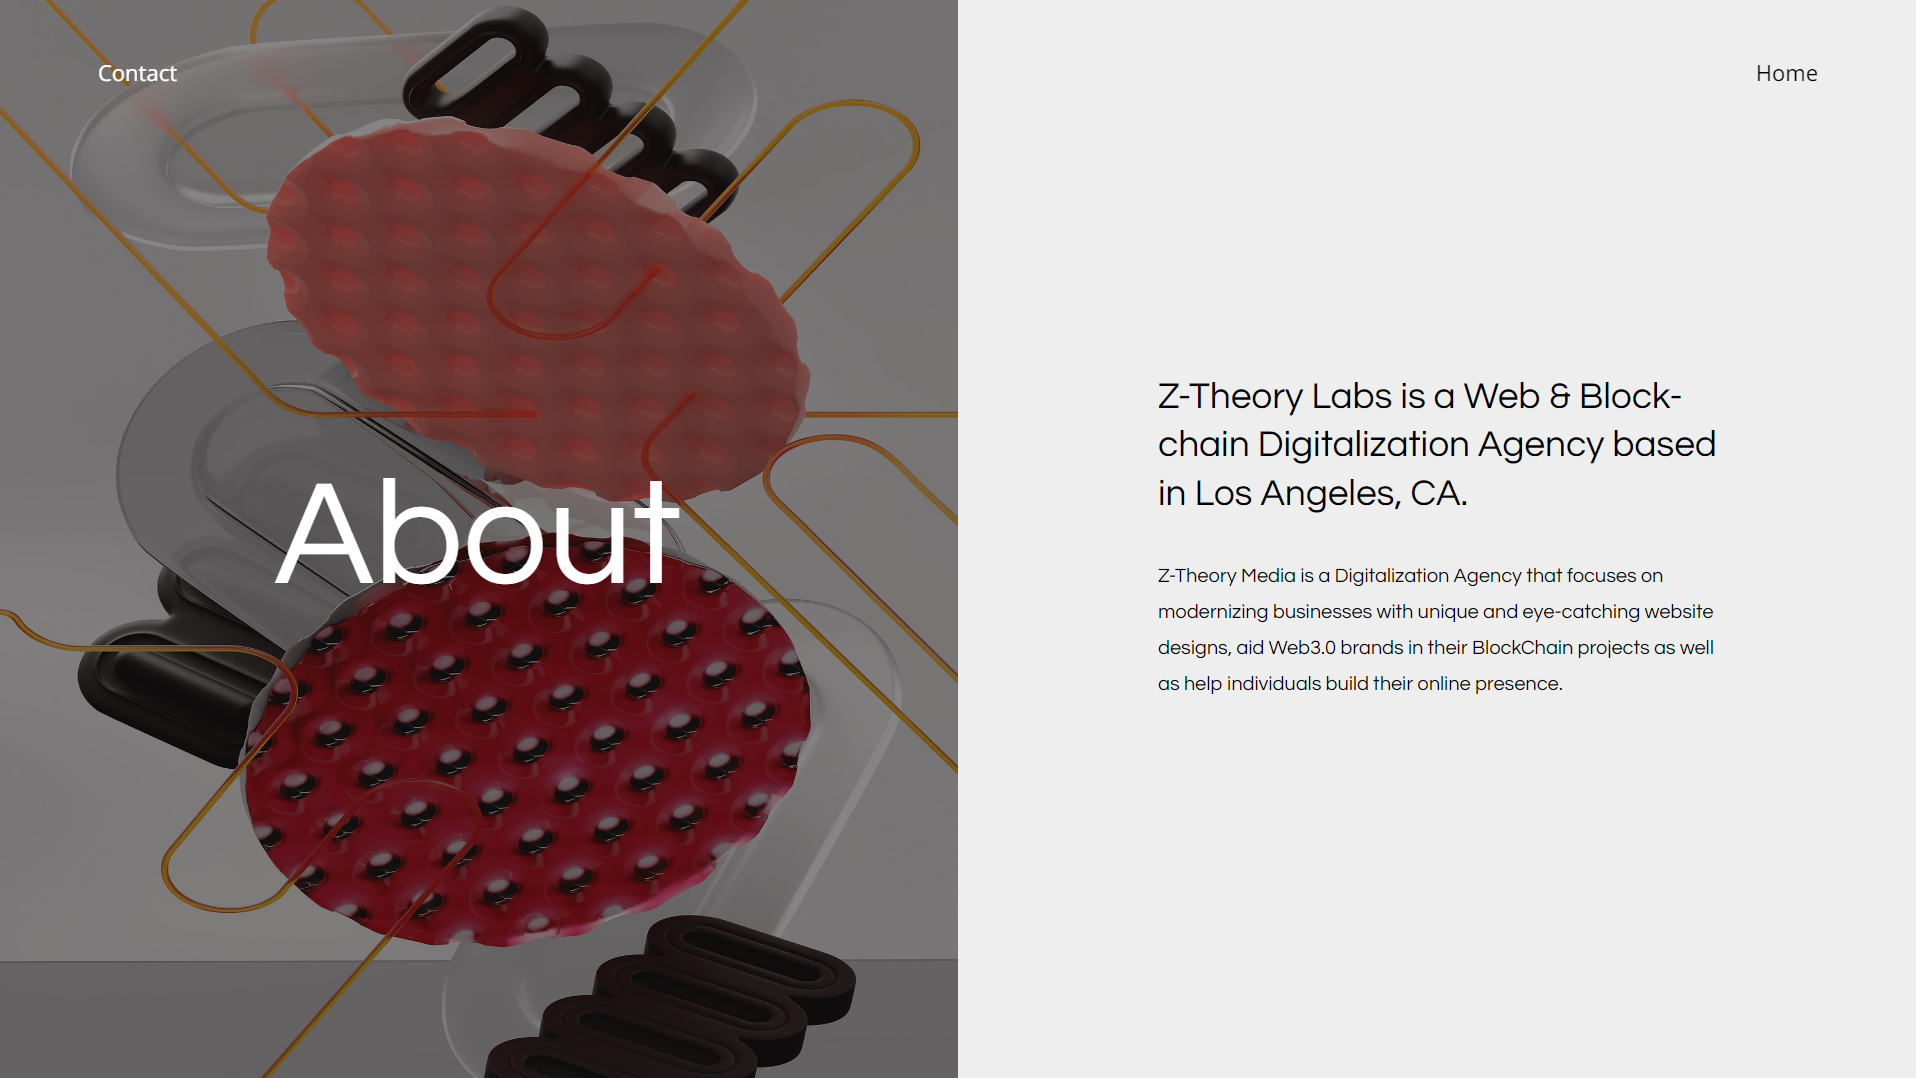 Contact
Home
About
Z-Theory Labs is a Web & Block-
chain Digitalization Agency based
in Los Angeles, CA.
Z-Theory Media is a Digitalization Agency that focuses on
modernizing businesses with unique and eye-catching website
designs, aid Web3.0 brands in their BlockChain projects as well
as help individuals build their online presence.